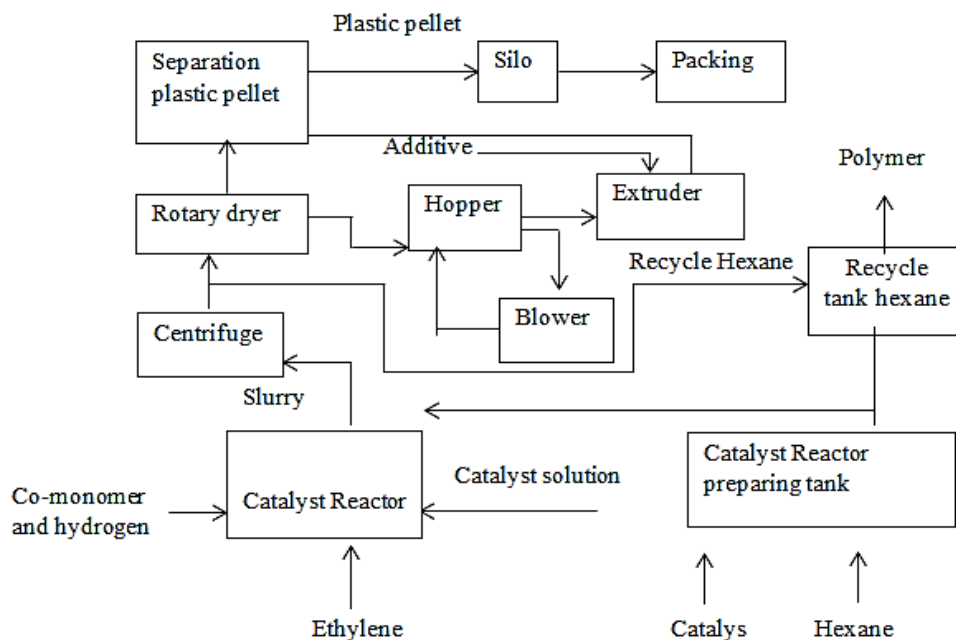 Plastic pellet
Separation
plastic pellet
Silo
Packing
Additive
Polymer
Extruder
Hopper
Rotary dryer
Recycle Hexane
Recycle
tank hexane
Blower
Centrifuge
Slurry
Catalyst Reactor
preparing tank
Catalyst solution
Co-monomer
and hydrogen
Catalyst Reactor
Ethylene
Catalys
Hexane